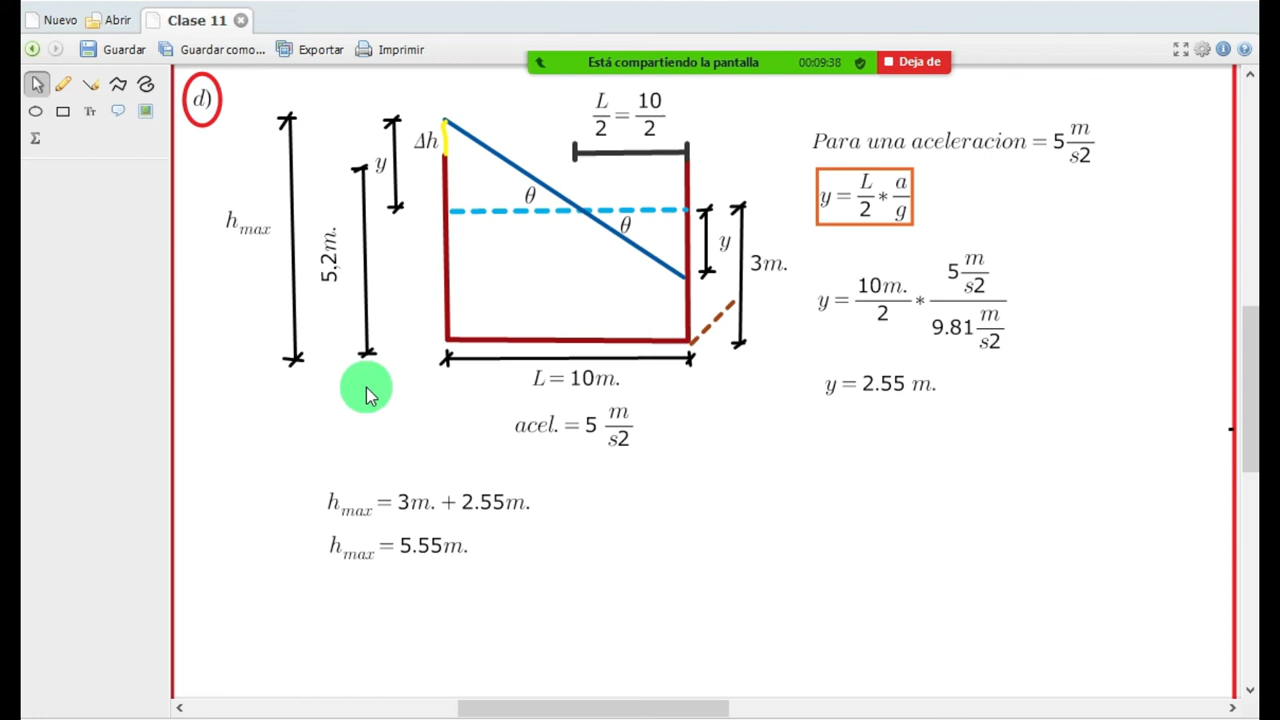 Nuevo Abrir Clase 11
Guardar Guardar como... Exportar Imprimir
Está compartiendo la pantalla 00:09:38 Deja de
Tr
Σ
d)
h_max
5,2m.
y
Δh
L/2 = 10/2
θ
θ
y
3m.
L = 10m.
acel. = 5 m/s2
Para una aceleracion = 5 m/s2
y = L/2 * a/g
y = 10m./2 * 5 m/s2 / 9.81 m/s2
y = 2.55 m.
h_max = 3m. + 2.55m.
h_max = 5.55m.